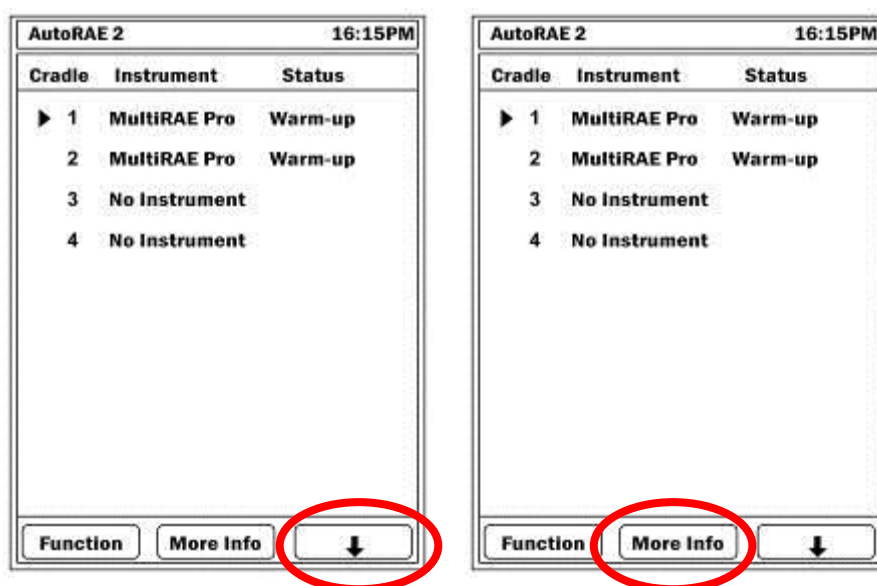 AutoRAE 2 16:15PM
Cradle Instrument Status
▶ 1 MultiRAE Pro Warm-up
2 MultiRAE Pro Warm-up
3 No Instrument
4 No Instrument
Function More Info ↓
AutoRAE 2 16:15PM
Cradle Instrument Status
▶ 1 MultiRAE Pro Warm-up
2 MultiRAE Pro Warm-up
3 No Instrument
4 No Instrument
Function More Info ↓